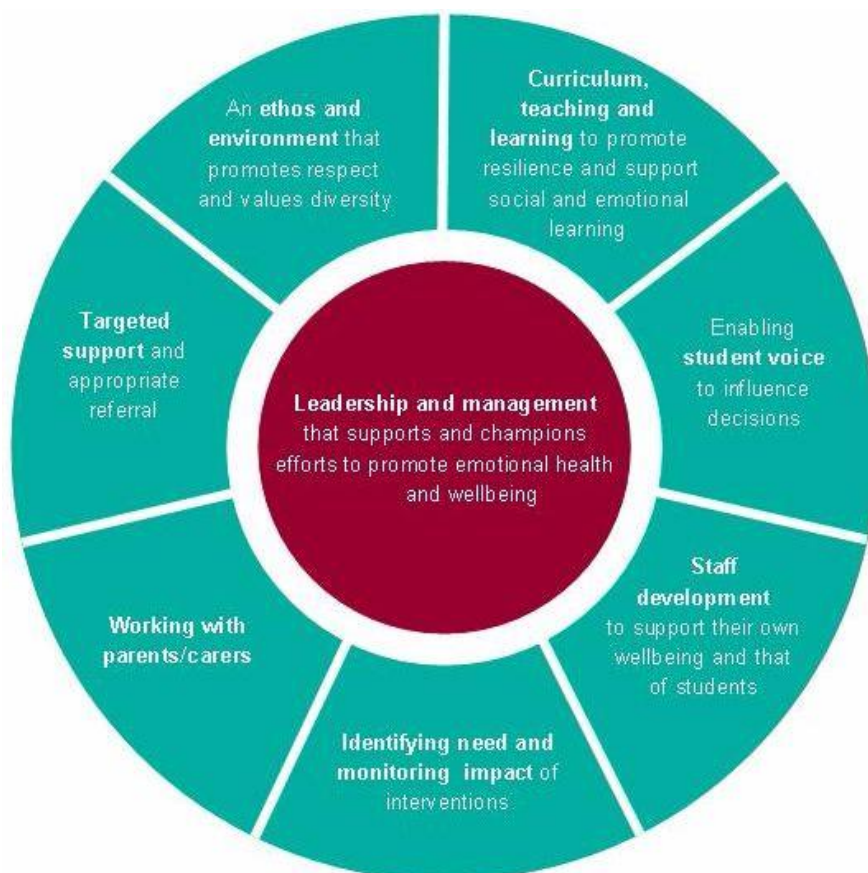 An ethos and
environment that
promotes respect
and values diversity
Curriculum,
teaching and
learning to promote
resilience and support
social and emotional
learning
Enabling
student voice
to influence
decisions
Staff
development
to support their own
wellbeing and that
of students
Identifying need and
monitoring impact of
interventions
Working with
parents/carers
Targeted
support and
appropriate
referral
Leadership and management
that supports and champions
efforts to promote emotional health
and wellbeing